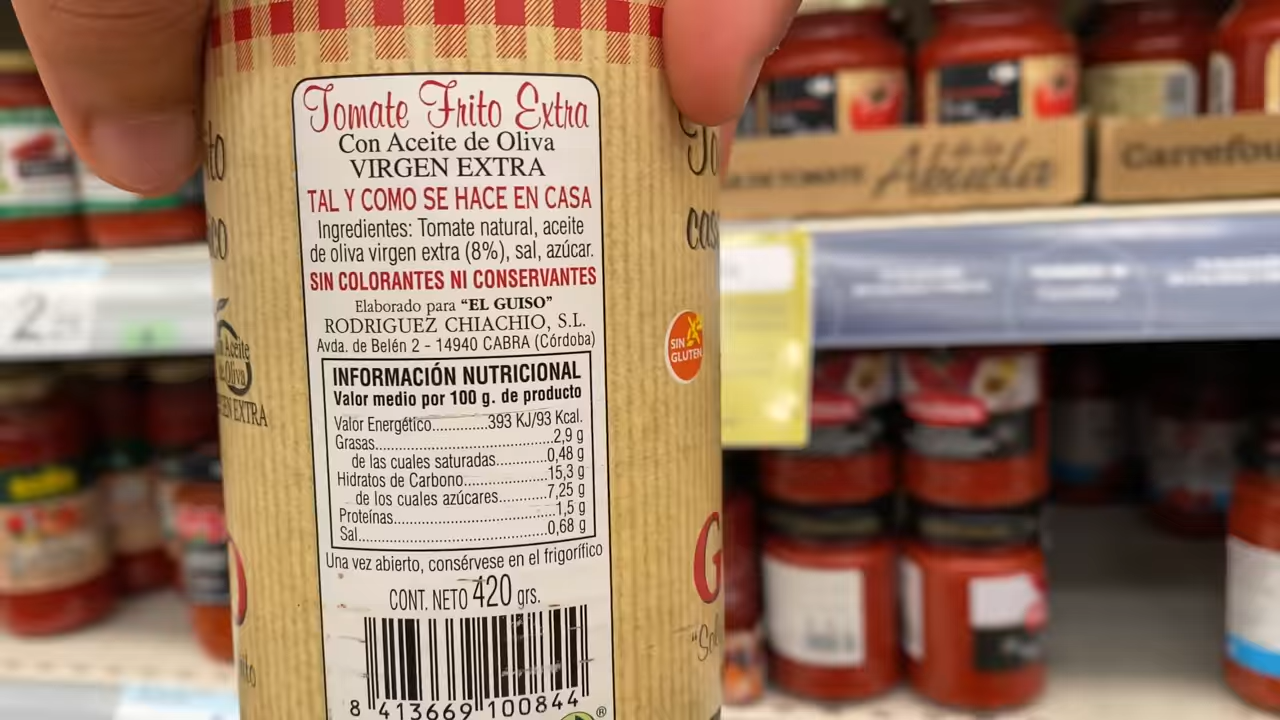 Tomate Frito Extra
Con Aceite de Oliva
VIRGEN EXTRA
TAL Y COMO SE HACE EN CASA
Ingredientes: Tomate natural, aceite
de oliva virgen extra (8%), sal, azúcar.
SIN COLORANTES NI CONSERVANTES
Elaborado para "EL GUISO"
RODRIGUEZ CHIACHIO, S.L.
Avda. de Belén 2 - 14940 CABRA (Córdoba)
INFORMACIÓN NUTRICIONAL
Valor medio por 100 g. de producto
Valor Energético............393 KJ/93 Kcal.
Grasas....................................2,9 g
de las cuales saturadas..........0,48 g
Hidratos de Carbono...............15,3 g
de los cuales azúcares...........7,25 g
Proteínas..................................1,5 g
Sal..........................................0,68 g
Una vez abierto, consérvese en el frigorífico
CONT. NETO 420 grs.
8 413669 100844
®
SIN
GLUTEN
Aceite
de Oliva
EXTRA
Abuela
Carrefou
2